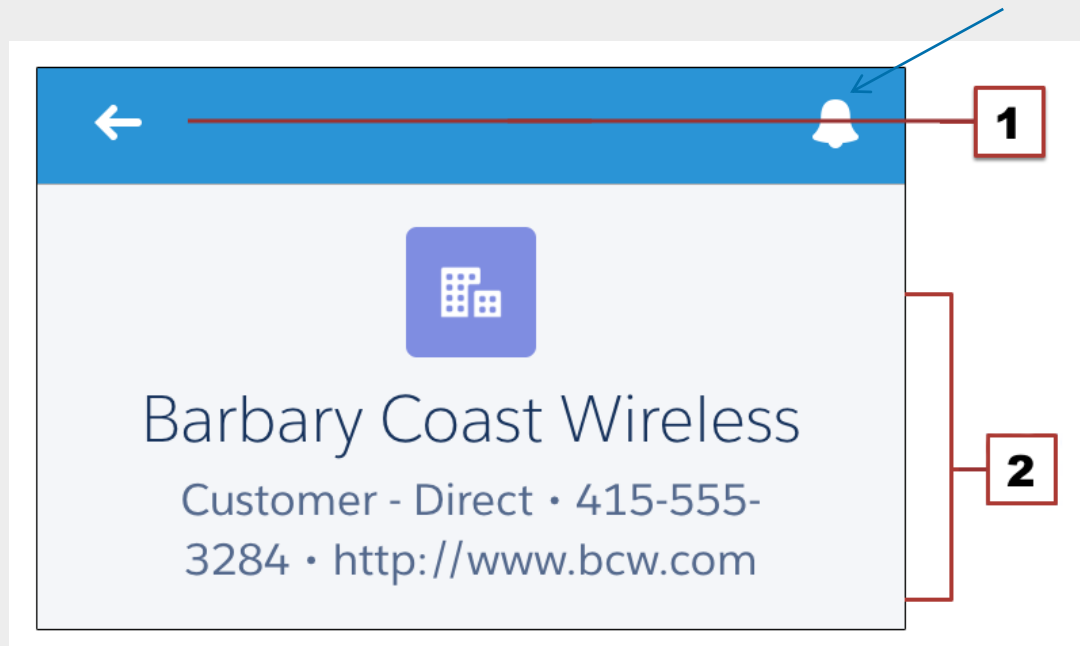 1
Barbary Coast Wireless
Customer - Direct • 415-555-
3284 • http://www.bcw.com
2